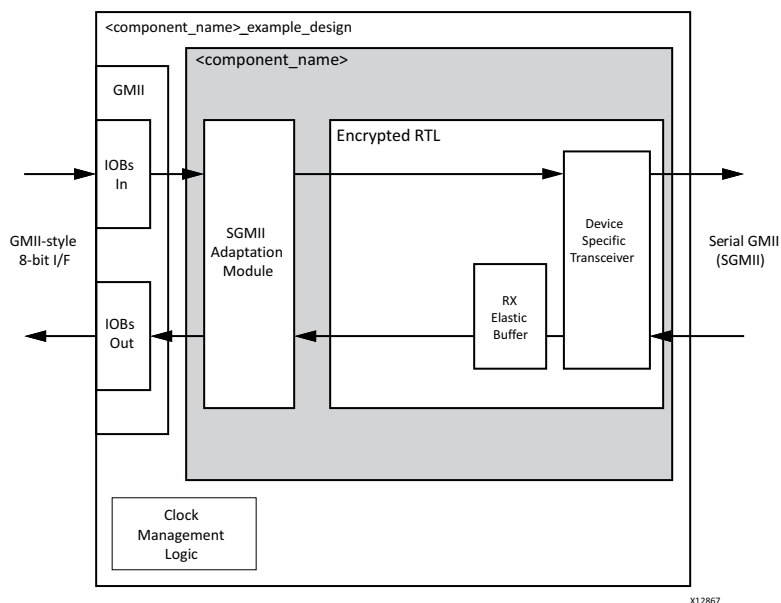 <component_name>_example_design
<component_name>
GMII
Encrypted RTL
IOBs
In
GMII-style
8-bit I/F
SGMII
Adaptation
Module
Device
Specific
Transceiver
Serial GMII
(SGMII)
RX
Elastic
Buffer
IOBs
Out
Clock
Management
Logic
X12867